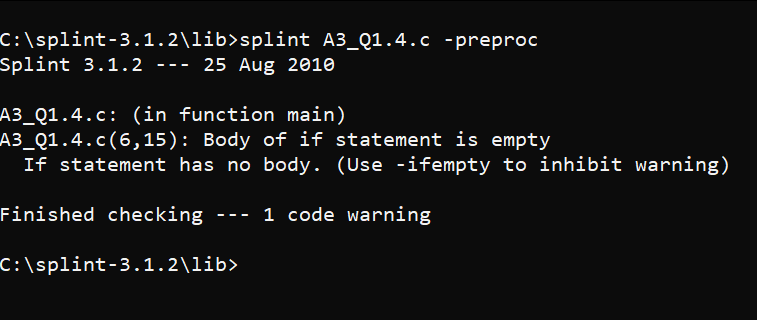 C:\splint-3.1.2\lib>splint A3_Q1.4.c -preproc
Splint 3.1.2 --- 25 Aug 2010
A3_Q1.4.c: (in function main)
A3_Q1.4.c(6,15): Body of if statement is empty
  If statement has no body. (Use -ifempty to inhibit warning)
Finished checking --- 1 code warning
C:\splint-3.1.2\lib>